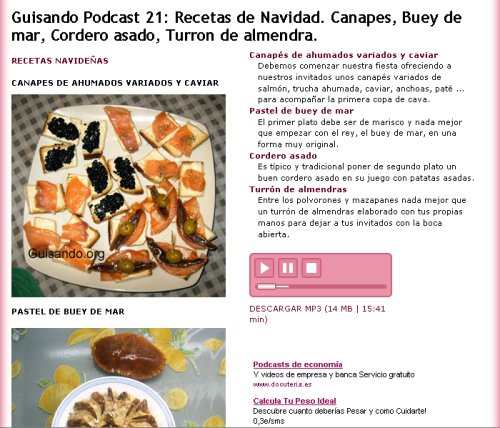 Guisando Podcast 21: Recetas de Navidad. Canapes, Buey de
mar, Cordero asado, Turron de almendra.
RECETAS NAVIDEÑAS
CANAPES DE AHUMADOS VARIADOS Y CAVIAR
Guisando.org
PASTEL DE BUEY DE MAR
Canapés de ahumados variados y caviar
Debemos comenzar nuestra fiesta ofreciendo a
nuestros invitados unos canapés variados de
salmón, trucha ahumada, caviar, anchoas, paté ...
para acompañar la primera copa de cava.
Pastel de buey de mar
El primer plato debe ser de marisco y nada mejor
que empezar con el rey, el buey de mar, en una
forma muy original.
Cordero asado
Es típico y tradicional poner de segundo plato un
buen cordero asado en su juego con patatas asadas.
Turrón de almendras
Entre los polvorones y mazapanes nada mejor que
un turrón de almendras elaborado con tus propias
manos para dejar a tus invitados con la boca
abierta.
DESCARGAR MP3 (14 MB | 15:41
min)
Podcasts de economía
Y videos de empresa y banca Servicio gratuito
www.docuteria.es
Calcula Tu Peso Ideal
Descubre cuanto deberías Pesar y como Cuidarte!
0,3e/sms